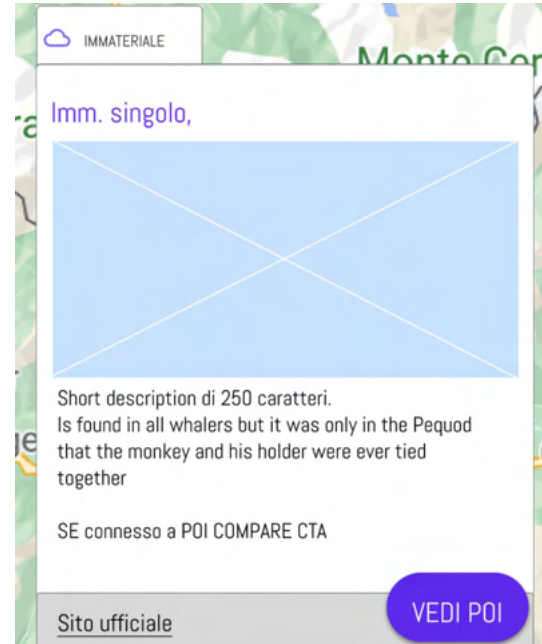 IMMATERIALE
Monte Cer
Imm. singolo,
Short description di 250 caratteri.
Is found in all whalers but it was only in the Pequod
that the monkey and his holder were ever tied
together
SE connesso a POI COMPARE CTA
Sito ufficiale
VEDI POI